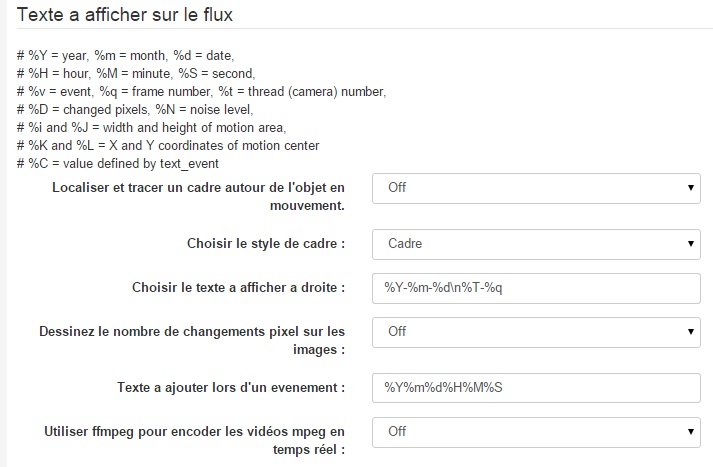 Texte a afficher sur le flux
# %Y = year, %m = month, %d = date,
# %H = hour, %M = minute, %S = second,
# %v = event, %q = frame number, %t = thread (camera) number,
# %D = changed pixels, %N = noise level,
# %i and %J = width and height of motion area,
# %K and %L = X and Y coordinates of motion center
# %C = value defined by text_event
Localiser et tracer un cadre autour de l'objet en
mouvement.
Off
Choisir le style de cadre :
Cadre
Choisir le texte a afficher a droite :
%Y-%m-%d\n%T-%q
Dessinez le nombre de changements pixel sur les
images :
Off
Texte a ajouter lors d'un evenement :
%Y%m%d%H%M%S
Utiliser ffmpeg pour encoder les vidéos mpeg en
temps réel :
Off